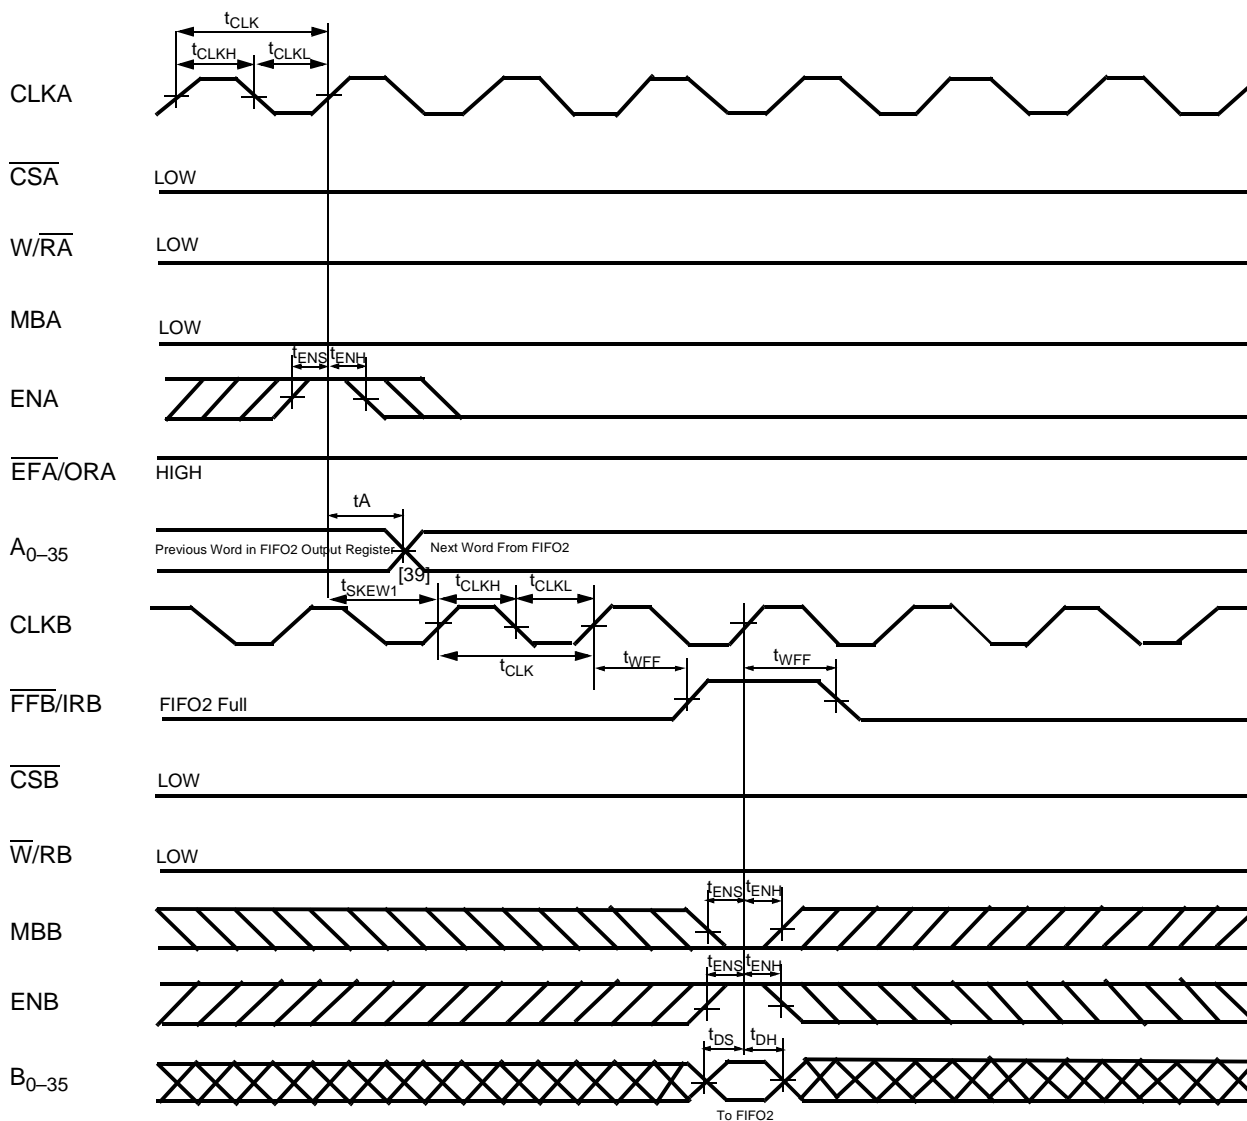 tCLK
tCLKH tCLKL
CLKA
CSA LOW
W/RA LOW
MBA LOW
tENS tENH
ENA
EFA/ORA HIGH
tA
A0–35 Previous Word in FIFO2 Output Register Next Word From FIFO2
[39]
tSKEW1 tCLKH tCLKL
CLKB
tCLK tWFF tWFF
FFB/IRB FIFO2 Full
CSB LOW
W/RB LOW
tENS tENH
MBB
tENS tENH
ENB
tDS tDH
B0–35
To FIFO2